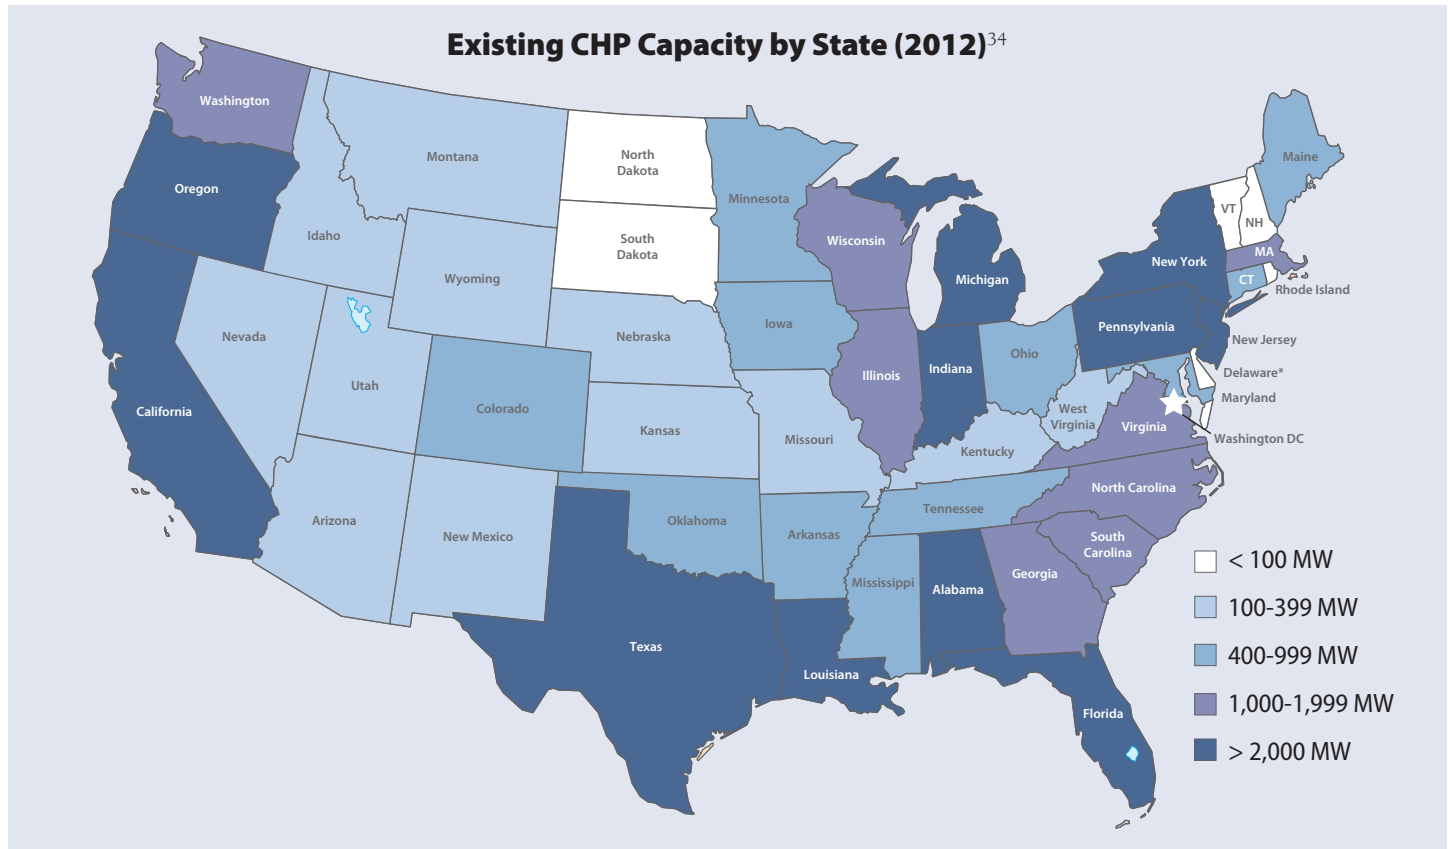 Existing CHP Capacity by State (2012)34
Washington
Montana
North
Dakota
Minnesota
Maine
Oregon
VT
NH
Idaho
South
Dakota
Wisconsin
MA
New York
Wyoming
Michigan
CT
Rhode Island
Nevada
Nebraska
Iowa
Pennsylvania
New Jersey
Ohio
Utah
Illinois
Indiana
Delaware*
Maryland
California
Colorado
Kansas
Missouri
West
Virginia
Virginia
Washington DC
Kentucky
North Carolina
Arizona
New Mexico
Oklahoma
Arkansas
Tennessee
South
Carolina
Mississippi
Alabama
Georgia
Texas
Louisiana
Florida
< 100 MW
100-399 MW
400-999 MW
1,000-1,999 MW
> 2,000 MW